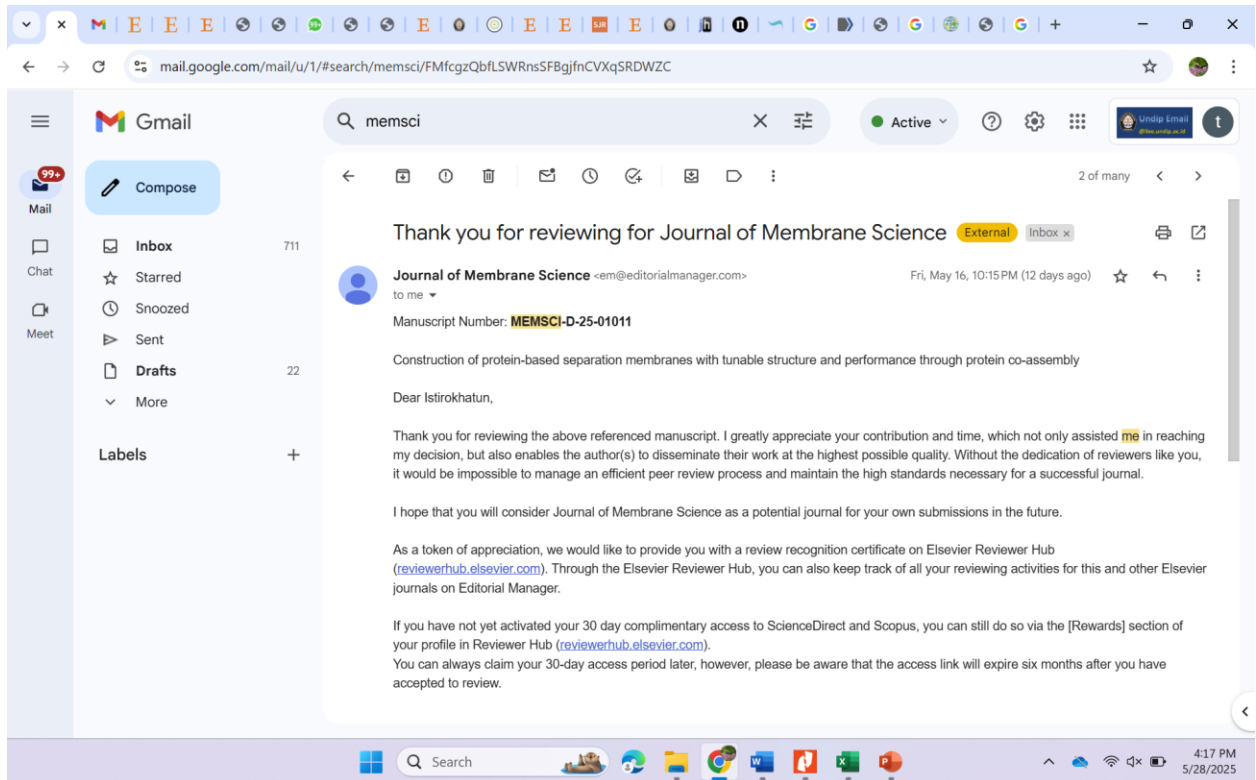 mail.google.com/mail/u/1/#search/memsci/FMfcgzQbfLSWRnsSFBgjfnCVXqSRDWZC
Gmail
memsci
Active
Undip Email
t
99+
Mail
Compose
2 of many
Chat
Meet
Inbox 711
Starred
Snoozed
Sent
Drafts 22
More
Labels
Thank you for reviewing for Journal of Membrane Science External Inbox x
Journal of Membrane Science <em@editorialmanager.com> Fri, May 16, 10:15 PM (12 days ago)
to me
Manuscript Number: MEMSCI-D-25-01011
Construction of protein-based separation membranes with tunable structure and performance through protein co-assembly
Dear Istirokhatun,
Thank you for reviewing the above referenced manuscript. I greatly appreciate your contribution and time, which not only assisted me in reaching
my decision, but also enables the author(s) to disseminate their work at the highest possible quality. Without the dedication of reviewers like you,
it would be impossible to manage an efficient peer review process and maintain the high standards necessary for a successful journal.
I hope that you will consider Journal of Membrane Science as a potential journal for your own submissions in the future.
As a token of appreciation, we would like to provide you with a review recognition certificate on Elsevier Reviewer Hub
(reviewerhub.elsevier.com). Through the Elsevier Reviewer Hub, you can also keep track of all your reviewing activities for this and other Elsevier
journals on Editorial Manager.
If you have not yet activated your 30 day complimentary access to ScienceDirect and Scopus, you can still do so via the [Rewards] section of
your profile in Reviewer Hub (reviewerhub.elsevier.com).
You can always claim your 30-day access period later, however, please be aware that the access link will expire six months after you have
accepted to review.
Search
4:17 PM
5/28/2025